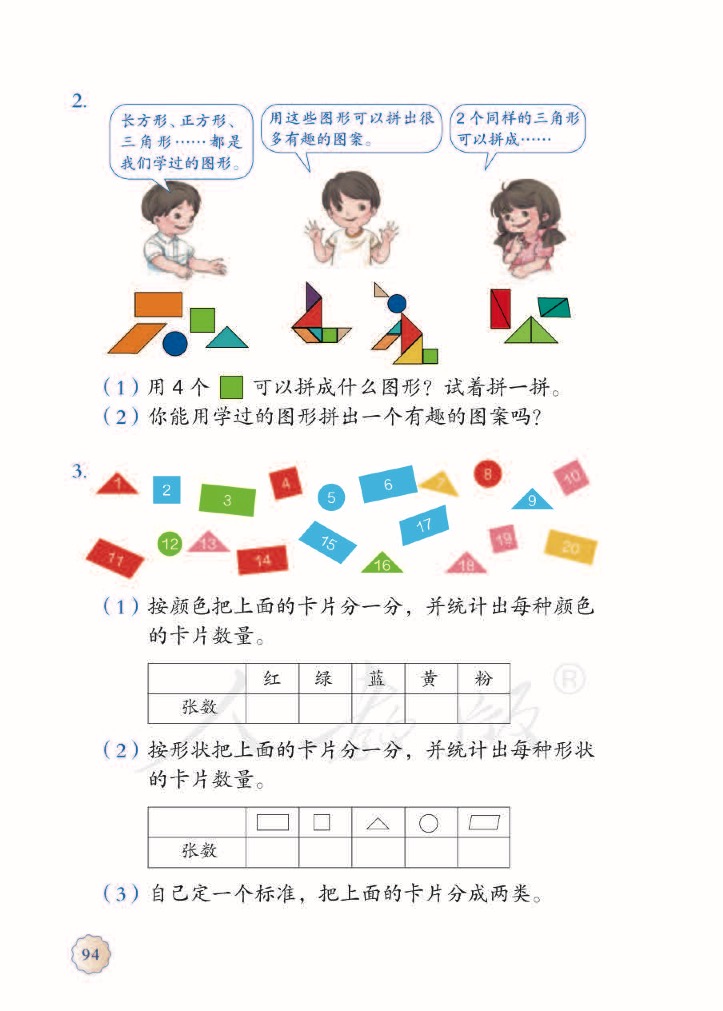 2.
长方形、正方形、
三角形……都是
我们学过的图形。
用这些图形可以拼出很
多有趣的图案。
2个同样的三角形
可以拼成……
(1)用4个 可以拼成什么图形？试着拼一拼。
(2)你能用学过的图形拼出一个有趣的图案吗？
3.
1 2 3 4 5 6 7 8 9 10
11 12 13 14 15 16 17 18 19 20
(1)按颜色把上面的卡片分一分，并统计出每种颜色
的卡片数量。
红 绿 蓝 黄 粉
张数
(2)按形状把上面的卡片分一分，并统计出每种形状
的卡片数量。
张数
(3)自己定一个标准，把上面的卡片分成两类。
人教版®
94